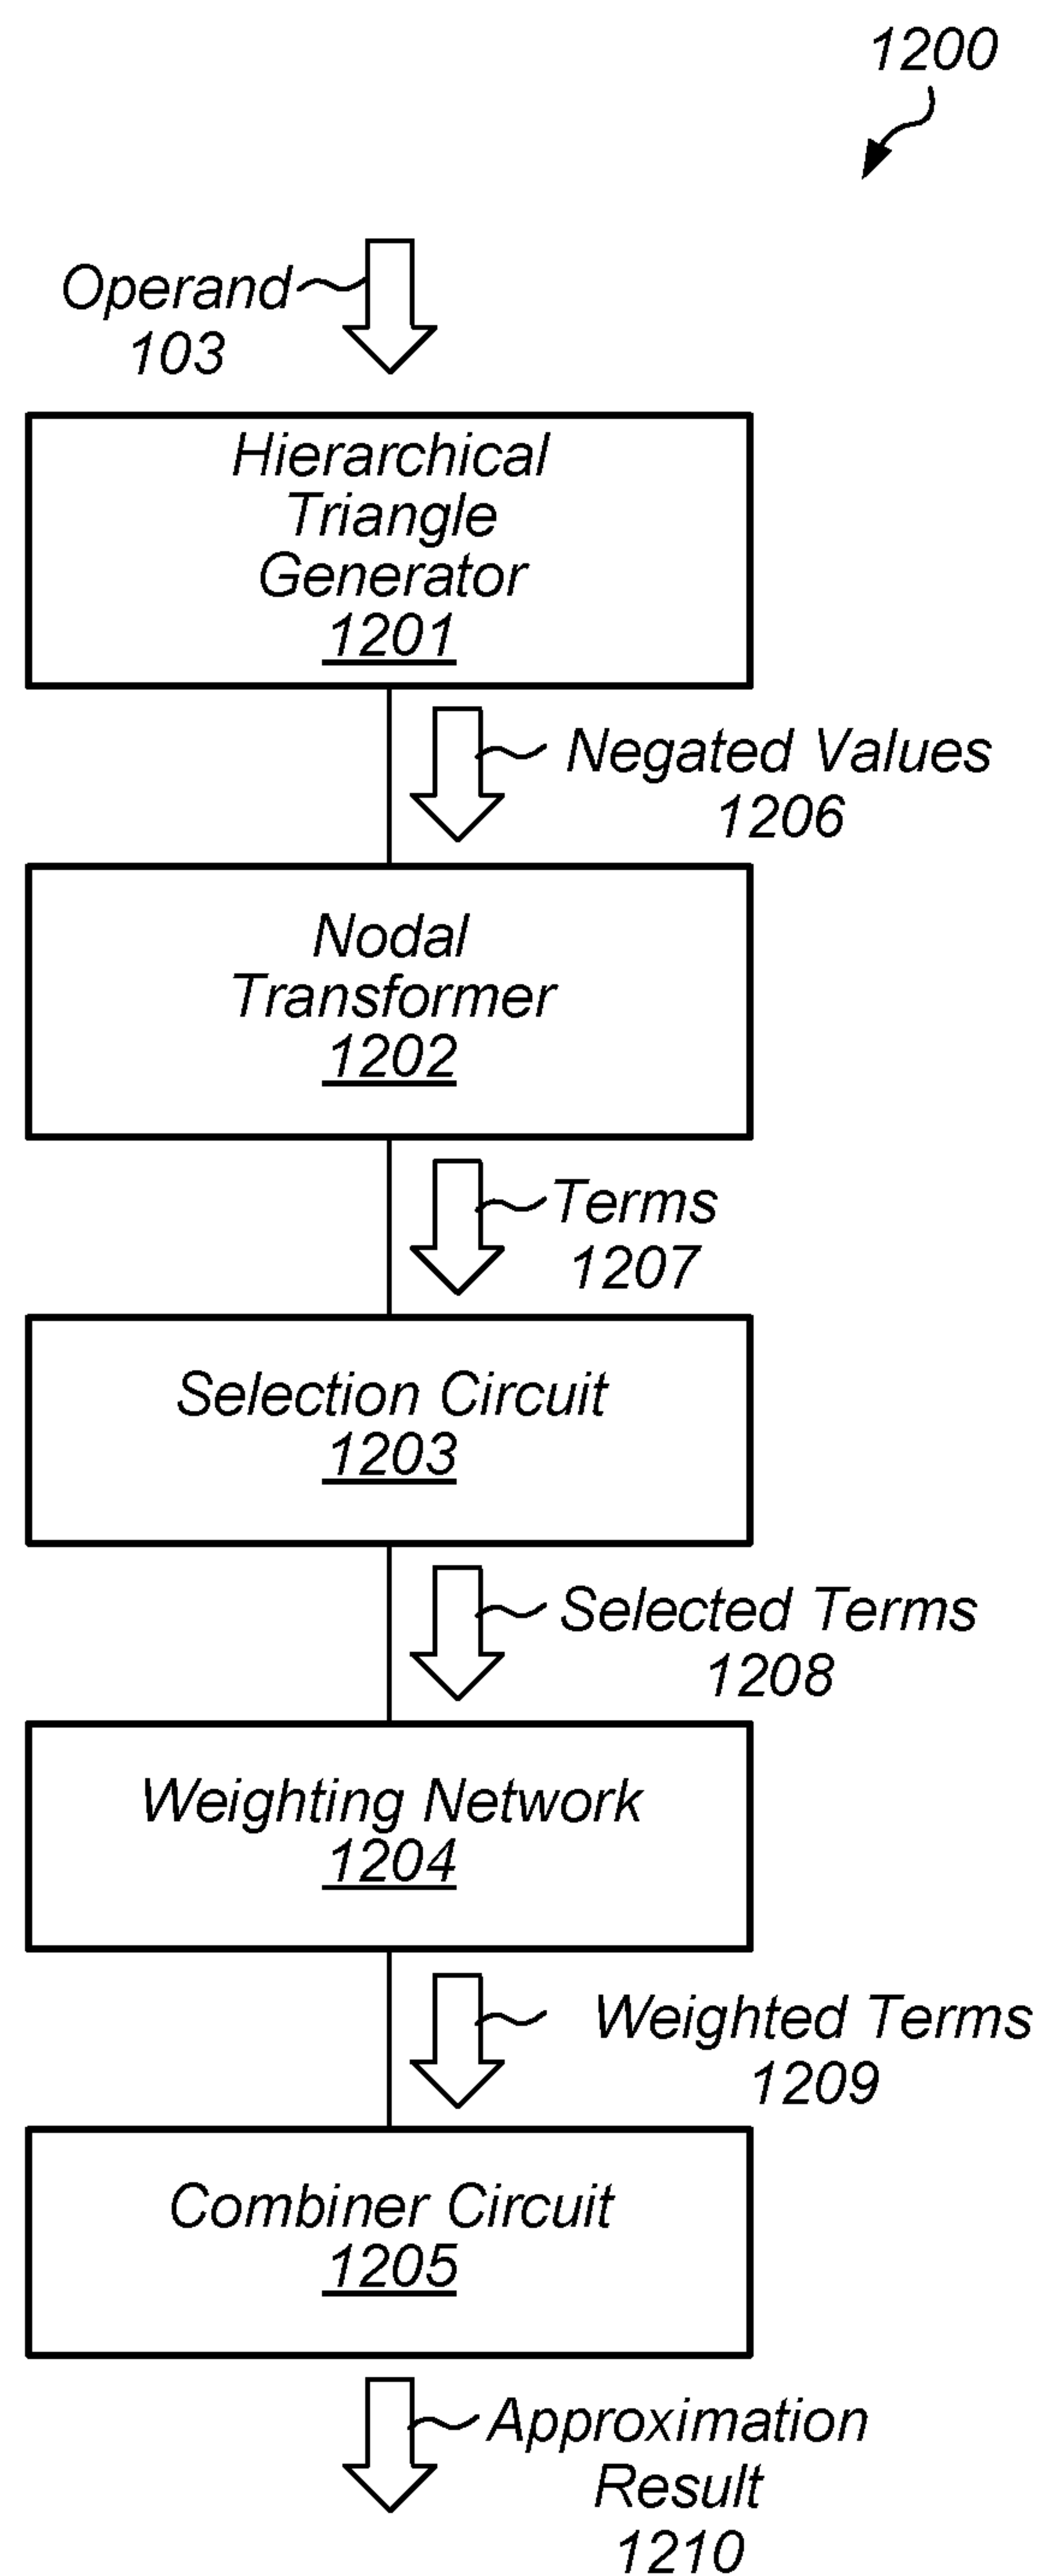 1200
Operand
103
Hierarchical
Triangle
Generator
1201
Negated Values
1206
Nodal
Transformer
1202
Terms
1207
Selection Circuit
1203
Selected Terms
1208
Weighting Network
1204
Weighted Terms
1209
Combiner Circuit
1205
Approximation
Result
1210